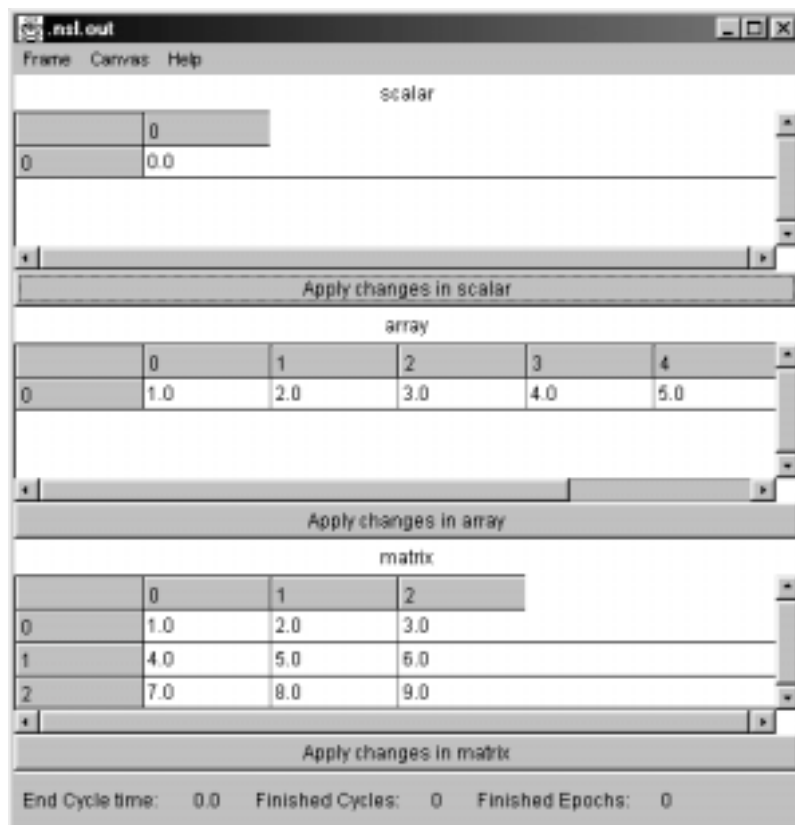 .nsl.out
Frame Canvas Help
scalar
0
0 0.0
Apply changes in scalar
array
0 1 2 3 4
0 1.0 2.0 3.0 4.0 5.0
Apply changes in array
matrix
0 1 2
0 1.0 2.0 3.0
1 4.0 5.0 6.0
2 7.0 8.0 9.0
Apply changes in matrix
End Cycle time: 0.0 Finished Cycles: 0 Finished Epochs: 0